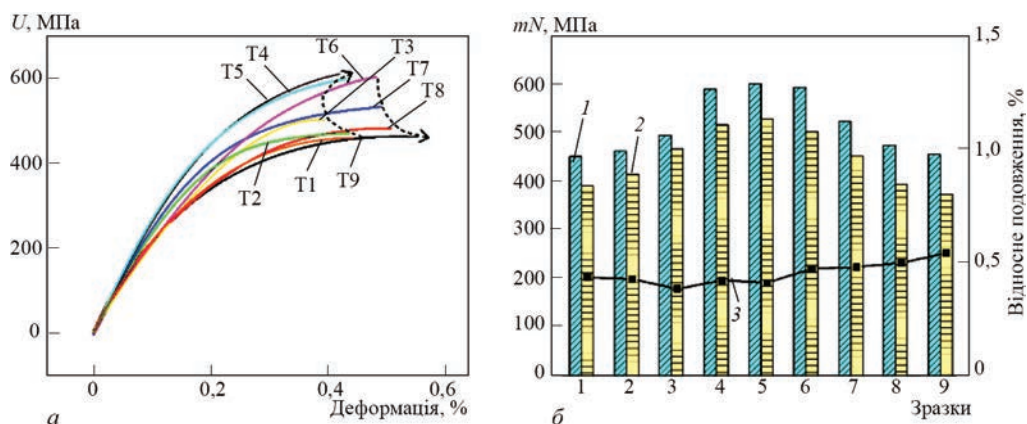 U, МПа
600
400
200
0
T6
T3
T4
T5
T7
T8
T1
T2
T9
0
0,2
0,4
Деформація, %
а
mN, МПа
600
500
400
300
200
100
0
1
2
3
1,5
1,0
0,5
0
Відносне подовження, %
1 2 3 4 5 6 7 8 9
Зразки
б